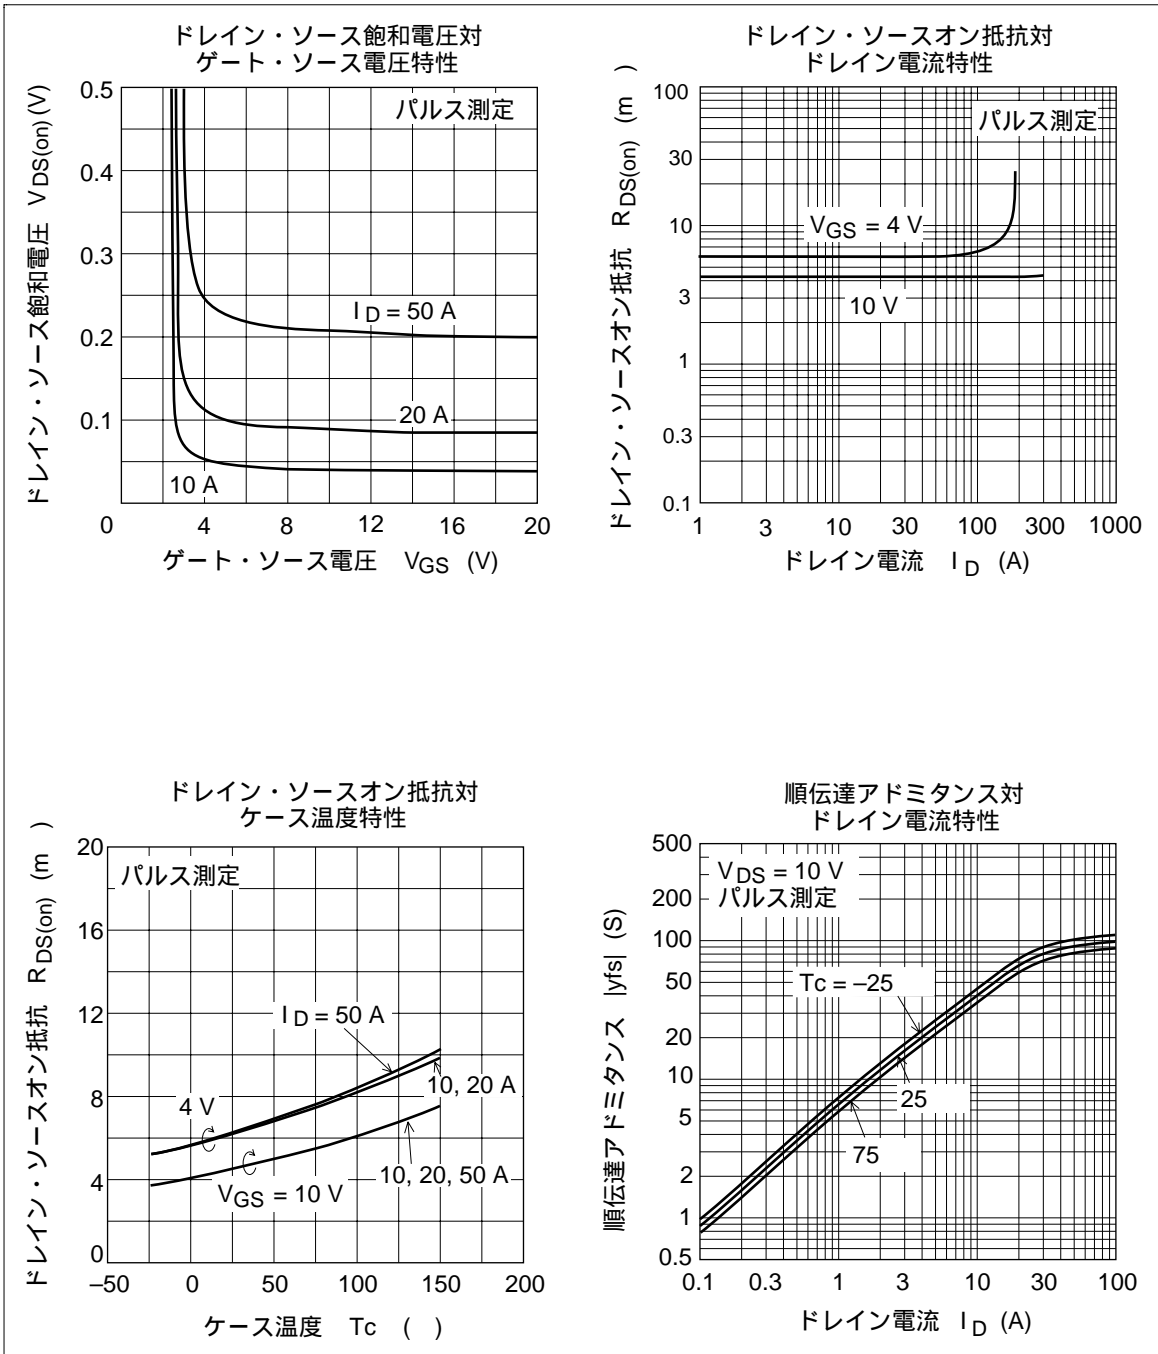 ドレイン・ソース飽和電圧対
ゲート・ソース電圧特性
ドレイン・ソース飽和電圧 VDS(on) (V)
0.5
0.4
0.3
0.2
0.1
0
パルス測定
ID = 50 A
20 A
10 A
4
8
12
16
20
ゲート・ソース電圧 VGS (V)
ドレイン・ソースオン抵抗対
ドレイン電流特性
ドレイン・ソースオン抵抗 RDS(on) (m )
100
30
10
3
1
0.3
0.1
パルス測定
VGS = 4 V
10 V
1
3
10
30
100
300
1000
ドレイン電流 ID (A)
ドレイン・ソースオン抵抗対
ケース温度特性
ドレイン・ソースオン抵抗 RDS(on) (m )
20
16
12
8
4
0
パルス測定
ID = 50 A
10, 20 A
4 V
10, 20, 50 A
VGS = 10 V
–50
0
50
100
150
200
ケース温度 Tc ( )
順伝達アドミタンス対
ドレイン電流特性
順伝達アドミタンス |yfs| (S)
500
200
100
50
20
10
5
2
1
0.5
VDS = 10 V
パルス測定
Tc = –25
25
75
0.1
0.3
1
3
10
30
100
ドレイン電流 ID (A)